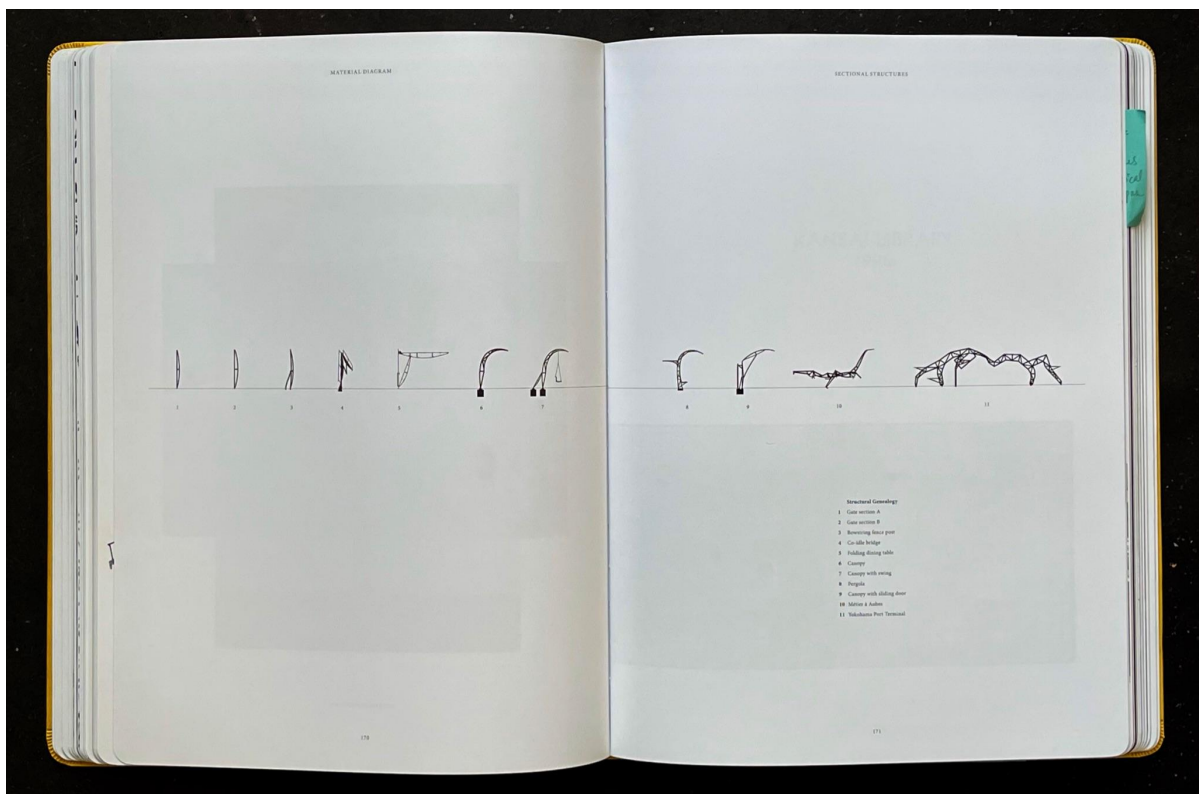 MATERIAL DIAGRAM
1 2 3 4 5 6 7
170
SECTIONAL STRUCTURES
8 9 10 11
Structural Genealogy
1 Gate section A
2 Gate section B
3 Bowstring fence post
4 Co-idle bridge
5 Folding dining table
6 Canopy
7 Canopy with swing
8 Pergola
9 Canopy with sliding door
10 Métise à Aubes
11 Yokohama Port Terminal
171